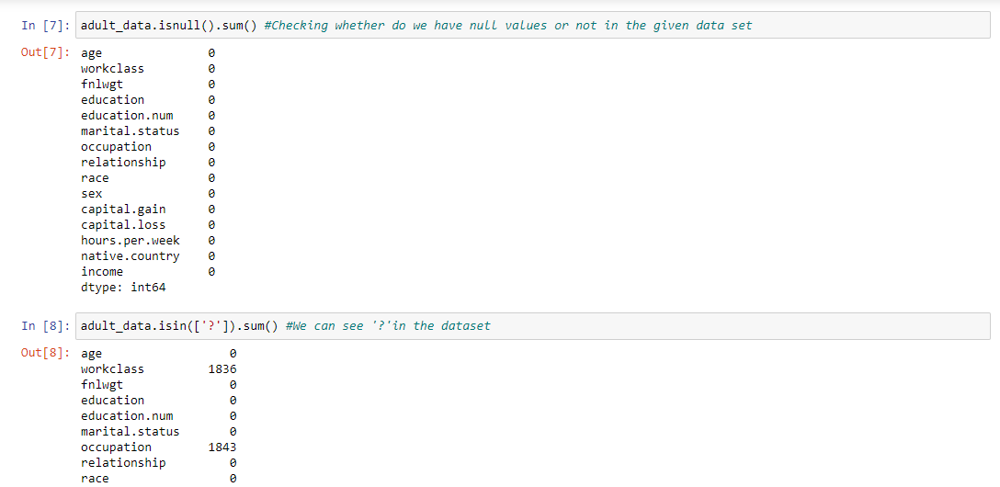 In [7]: adult_data.isnull().sum() #Checking whether do we have null values or not in the given data set
Out[7]: age 0
workclass 0
fnlwgt 0
education 0
education.num 0
marital.status 0
occupation 0
relationship 0
race 0
sex 0
capital.gain 0
capital.loss 0
hours.per.week 0
native.country 0
income 0
dtype: int64
In [8]: adult_data.isin(['?']).sum() #We can see '?'in the dataset
Out[8]: age 0
workclass 1836
fnlwgt 0
education 0
education.num 0
marital.status 0
occupation 1843
relationship 0
race 0